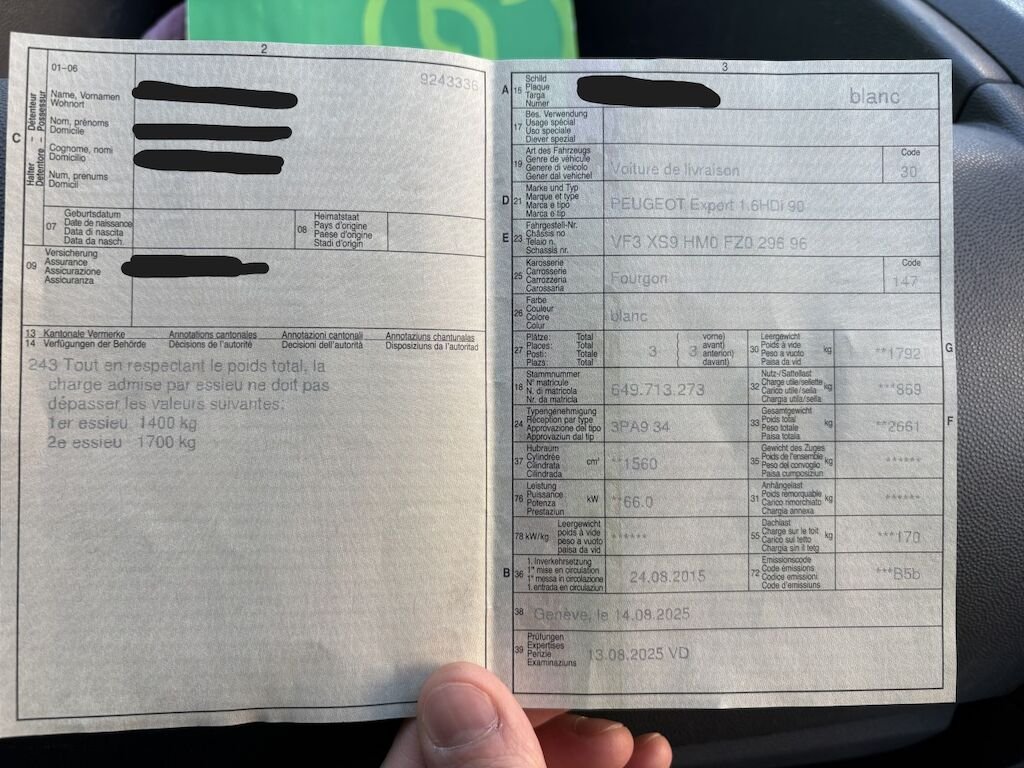 2
01–06
9243336
C
Halter - Détenteur
Detentore - Possessur
Name, Vornamen
Wohnort
Nom, prénoms
Domicile
Cognome, nomi
Domicilio
Num, prenums
Domicil
07
Geburtsdatum
Date de naissance
Data di nascita
Data da nasch.
08
Heimatstaat
Pays d'origine
Paese d'origine
Stadi d'origin
09
Versicherung
Assurance
Assicurazione
Assicuranza
13 Kantonale Vermerke Annotations cantonales Annotazioni cantonali Annotaziuns chantunalas
14 Verfügungen der Behörde Décisions de l'autorité Decisioni dell'autorità Disposiziuns da l'autoritad
243 Tout en respectant le poids total, la
charge admise par essieu ne doit pas
dépasser les valeurs suivantes.
1er essieu 1400 kg
2e essieu 1700 kg
3
A 15
Schild
Plaque
Targa
Numer
blanc
17
Bes. Verwendung
Usage spécial
Uso speciale
Diever spezial
19
Art des Fahrzeugs
Genre de véhicule
Genere di veicolo
Gener dal vehichel
Voiture de livraison
Code
30
D 21
Marke und Typ
Marque et type
Marca e tipo
Marca e tip
PEUGEOT Expert 1.6HDi 90
E 23
Fahrgestell-Nr.
Châssis no
Telaio n.
Schassis nr.
VF3 XS9 HM0 FZ0 296 96
25
Karosserie
Carrosserie
Carrozzeria
Carossaria
Fourgon
Code
147
26
Farbe
Couleur
Colore
Colur
blanc
27
Plätze: Total
Places: Total
Posti: Totale
Plazs: Total
3
3
vorne)
avant)
anteriori)
davant)
30
Leergewicht
Poids à vide
Peso a vuoto
Paisa da vid
kg
**1792
G
18
Stammnummer
N° matricule
N. di matricola
Nr. da matricla
649.713.273
32
Nutz-/Sattellast
Charge utile/sellette
Carico utile/sella
Chargia utila/sella
kg
***869
24
Typengenehmigung
Réception par type
Approvazione del tipo
Approvaziun dal tip
3PA9 34
33
Gesamtgewicht
Poids total
Peso totale
Paisa totala
kg
**2661
F
37
Hubraum
Cylindrée
Cilindrata
Cilindrada
cm³
**1560
35
Gewicht des Zuges
Poids de l'ensemble
Peso del convoglio
Paisa cumposiziun
kg
******
76
Leistung
Puissance
Potenza
Prestaziun
kW
**66.0
31
Anhängelast
Poids remorquable
Carico rimorchiato
Chargia annexa
kg
******
78 kW/kg
Leergewicht
poids à vide
peso a vuoto
paisa da vid
******
55
Dachlast
Charge sur le toit
Carico sul tetto
Chargia sin il tetg
kg
***170
B 36
1. Inverkehrsetzung
1re mise en circulation
1a messa in circolazione
1. entrada en circulaziun
24.08.2015
72
Emissionscode
Code émissions
Codice emissioni
Code d'emissiuns
***B5b
38
Genève, le 14.08.2025
39
Prüfungen
Expertises
Perizie
Examinaziuns
13.08.2025 VD